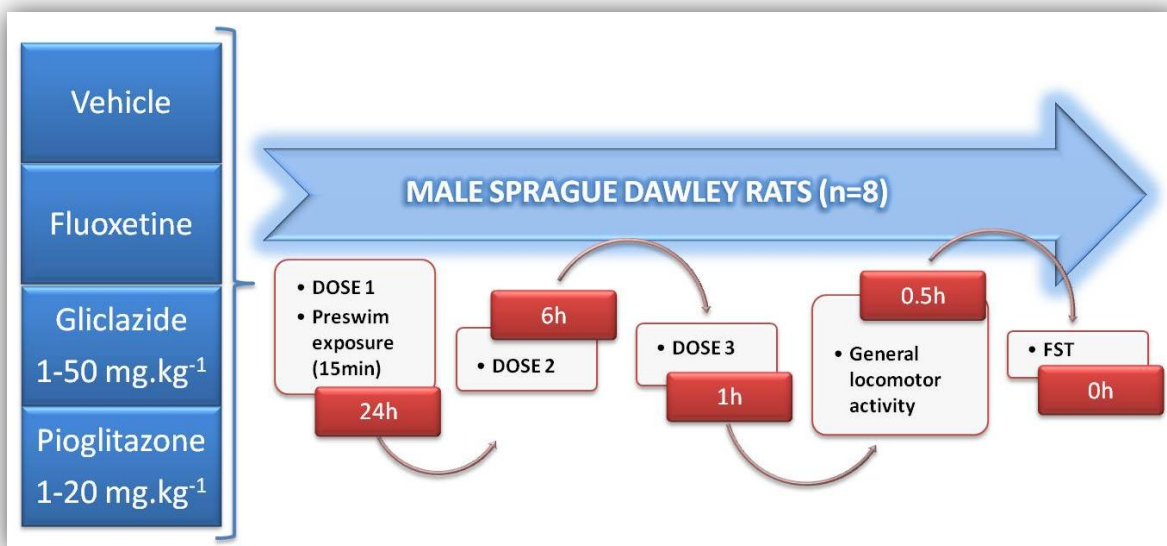 Vehicle
Fluoxetine
Gliclazide
1-50 mg.kg⁻¹
Pioglitazone
1-20 mg.kg⁻¹
MALE SPRAGUE DAWLEY RATS (n=8)
• DOSE 1
• Preswim
exposure
(15min)
24h
6h
• DOSE 2
• DOSE 3
1h
0.5h
• General
locomotor
activity
• FST
0h